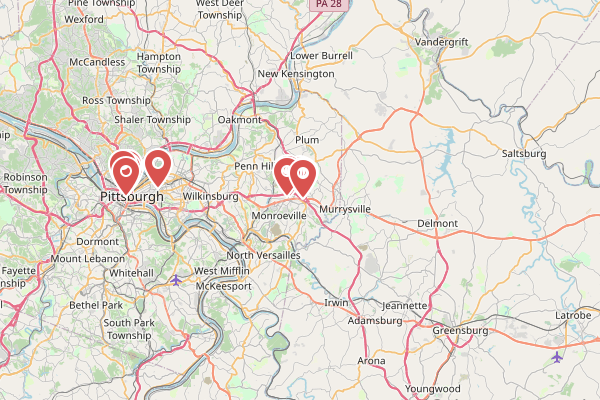 Pine Township
West Deer
Township
PA 28
Wexford
Vandergrift
Lower Burrell
McCandless
Hampton
Township
New Kensington
Ross Township
Shaler Township
Oakmont
Plum
Saltsburg
Penn Hil
Robinson
Township
Pittsburgh
Wilkinsburg
Murrysville
Monroeville
Delmont
Dormont
Mount Lebanon
North Versailles
Fayette
nship
Whitehall
West Mifflin
McKeesport
Bethel Park
Irwin
Jeannette
Latrobe
South Park
Township
Adamsburg
Greensburg
Arona
Youngwood